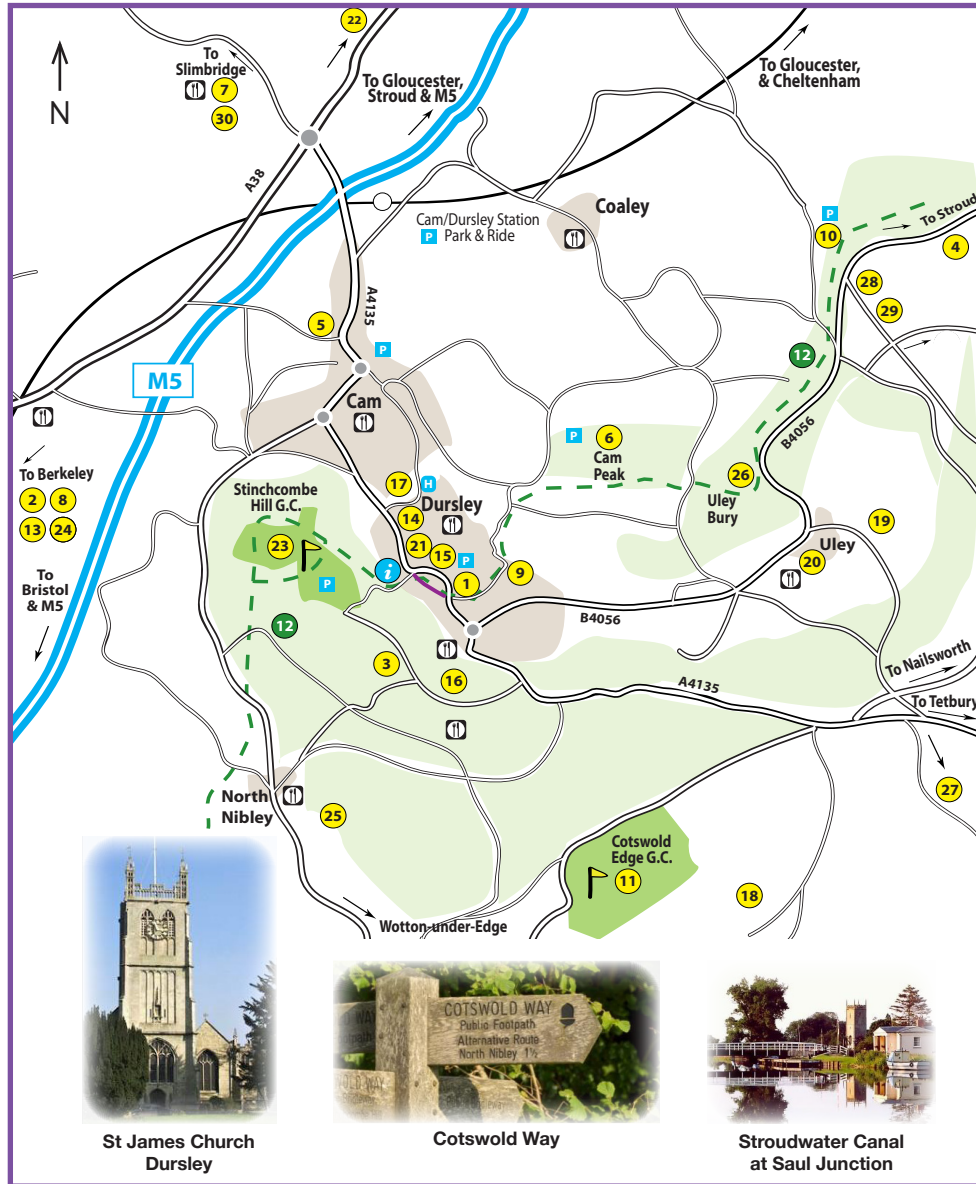 22
To
Slimbridge
7
30
N
To Gloucester,
Stroud & M5
To Gloucester,
& Cheltenham
A38
Cam/Dursley Station
P Park & Ride
Coaley
P
10
To Stroud
4
28
29
A4135
5
P
12
M5
Cam
B4056
To Berkeley
2 8
13 24
P
6
Cam
Peak
17
H
Stinchcombe
Hill G.C.
Dursley
14
26
Uley
Bury
19
23
21
15
P
Uley
20
i
1
9
P
To
Bristol
& M5
12
B4056
3
16
A4135
To Nailsworth
To Tetbury
27
North
Nibley
25
Cotswold
Edge G.C.
11
18
Wotton-under-Edge
COTSWOLD WAY
Public Footpath
Alternative Route
North Nibley 1½
St James Church
Dursley
Cotswold Way
Stroudwater Canal
at Saul Junction